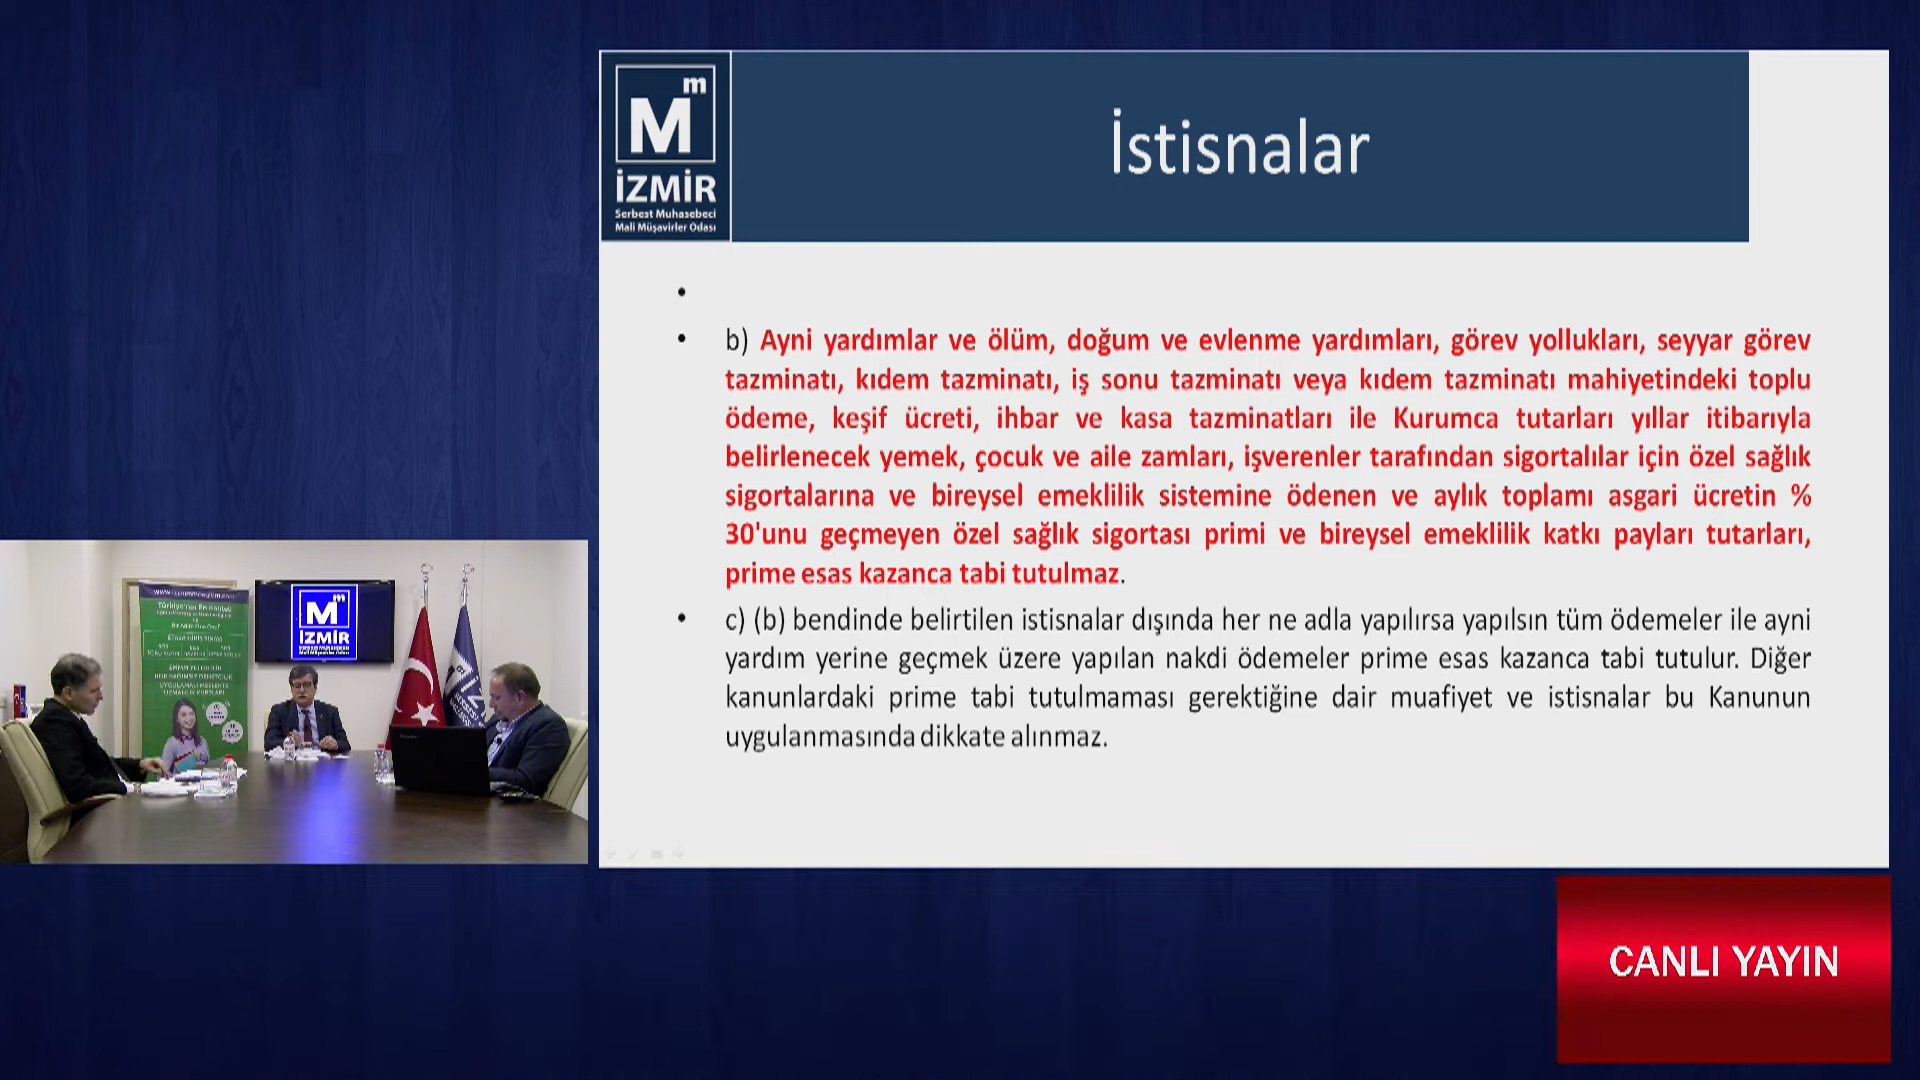 M m
İZMİR
Serbest Muhasebeci
Mali Müşavirler Odası
İstisnalar
•
• b) Ayni yardımlar ve ölüm, doğum ve evlenme yardımları, görev yollukları, seyyar görev
tazminatı, kıdem tazminatı, iş sonu tazminatı veya kıdem tazminatı mahiyetindeki toplu
ödeme, keşif ücreti, ihbar ve kasa tazminatları ile Kurumca tutarları yıllar itibarıyla
belirlenecek yemek, çocuk ve aile zamları, işverenler tarafından sigortalılar için özel sağlık
sigortalarına ve bireysel emeklilik sistemine ödenen ve aylık toplamı asgari ücretin %
30'unu geçmeyen özel sağlık sigortası primi ve bireysel emeklilik katkı payları tutarları,
prime esas kazanca tabi tutulmaz.
• c) (b) bendinde belirtilen istisnalar dışında her ne adla yapılırsa yapılsın tüm ödemeler ile ayni
yardım yerine geçmek üzere yapılan nakdi ödemeler prime esas kazanca tabi tutulur. Diğer
kanunlardaki prime tabi tutulmaması gerektiğine dair muafiyet ve istisnalar bu Kanunun
uygulanmasında dikkate alınmaz.
Türkiye'nin En Kaliteli
M m
İZMİR
CANLI YAYIN